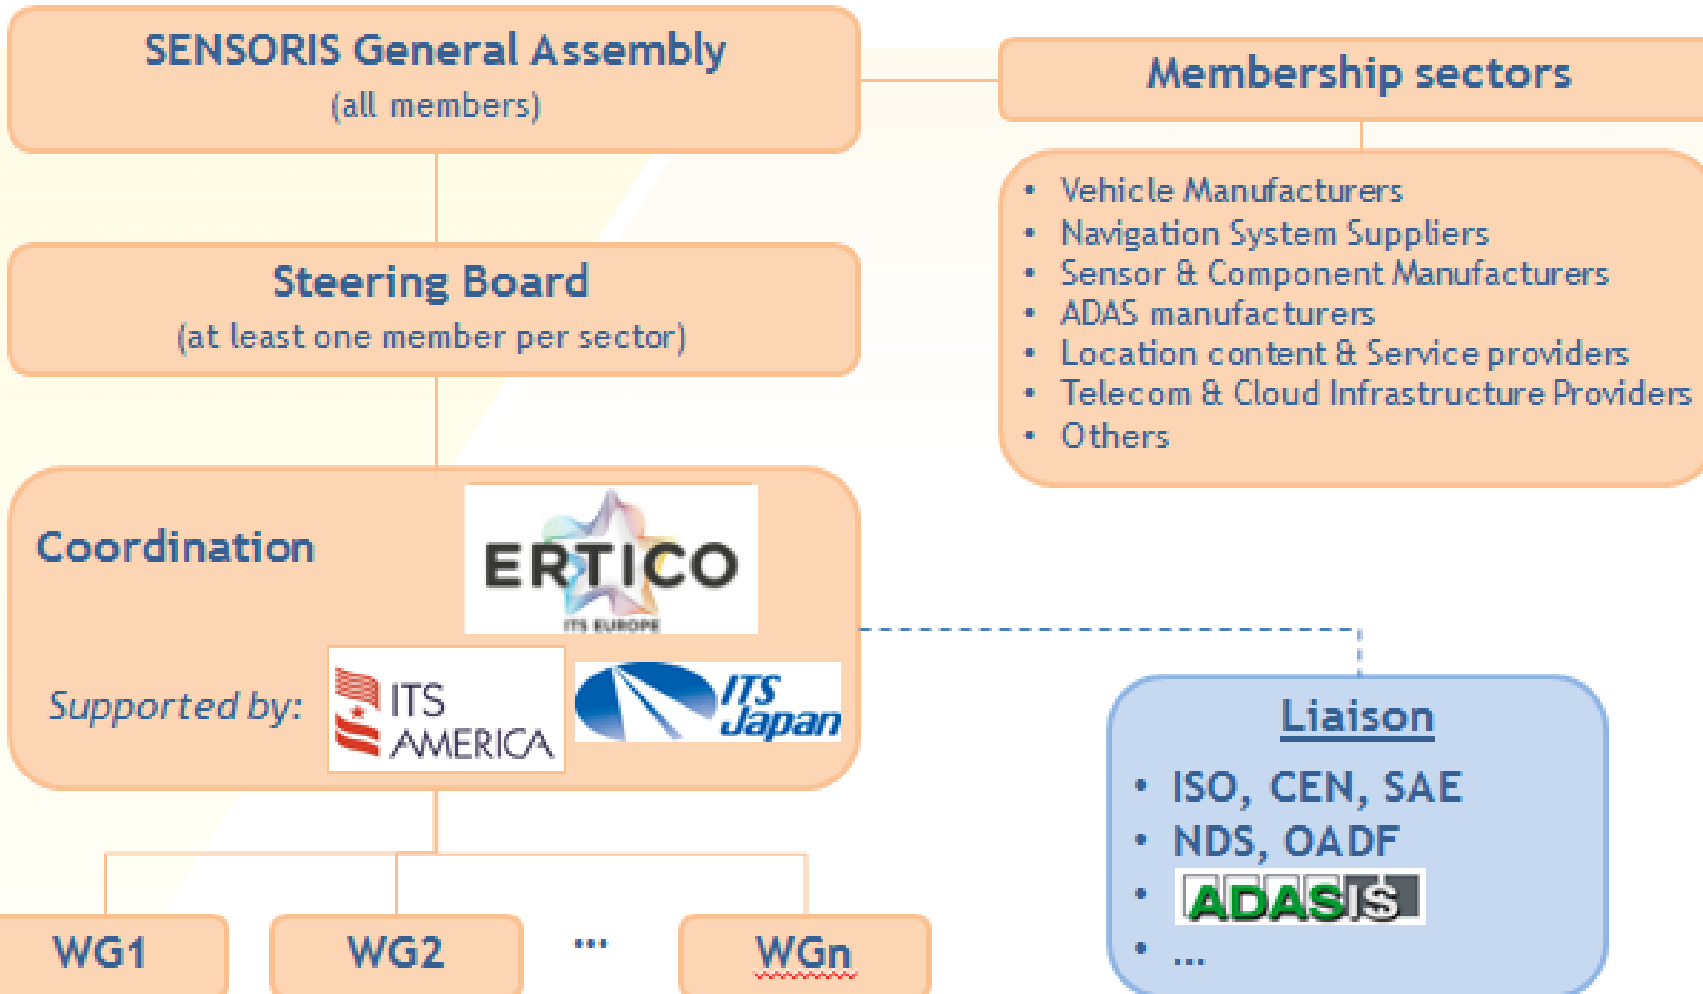 SENSORIS General Assembly
(all members)
Membership sectors
• Vehicle Manufacturers
• Navigation System Suppliers
• Sensor & Component Manufacturers
• ADAS manufacturers
• Location content & Service providers
• Telecom & Cloud Infrastructure Providers
• Others
Steering Board
(at least one member per sector)
Coordination
ERTICO
ITS EUROPE
Supported by:
ITS
AMERICA
ITS
Japan
Liaison
• ISO, CEN, SAE
• NDS, OADF
• ADASIS
• ...
WG1
WG2
...
WGn